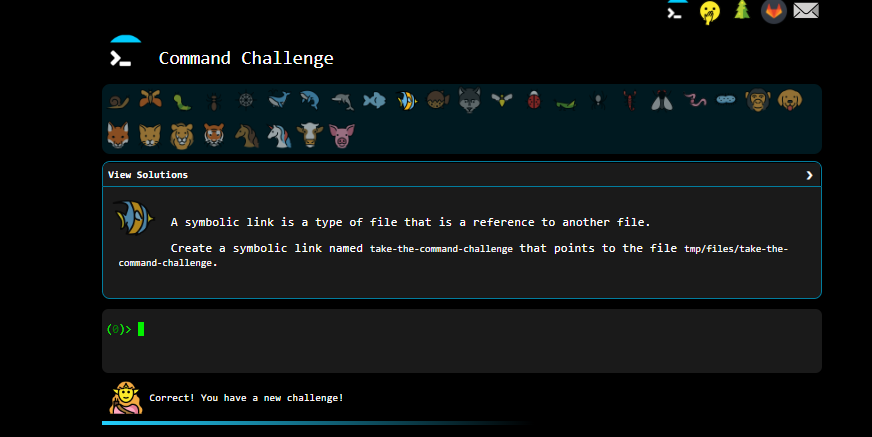 Command Challenge
View Solutions
A symbolic link is a type of file that is a reference to another file.
Create a symbolic link named take-the-command-challenge that points to the file tmp/files/take-the-
command-challenge.
(0)>
Correct! You have a new challenge!